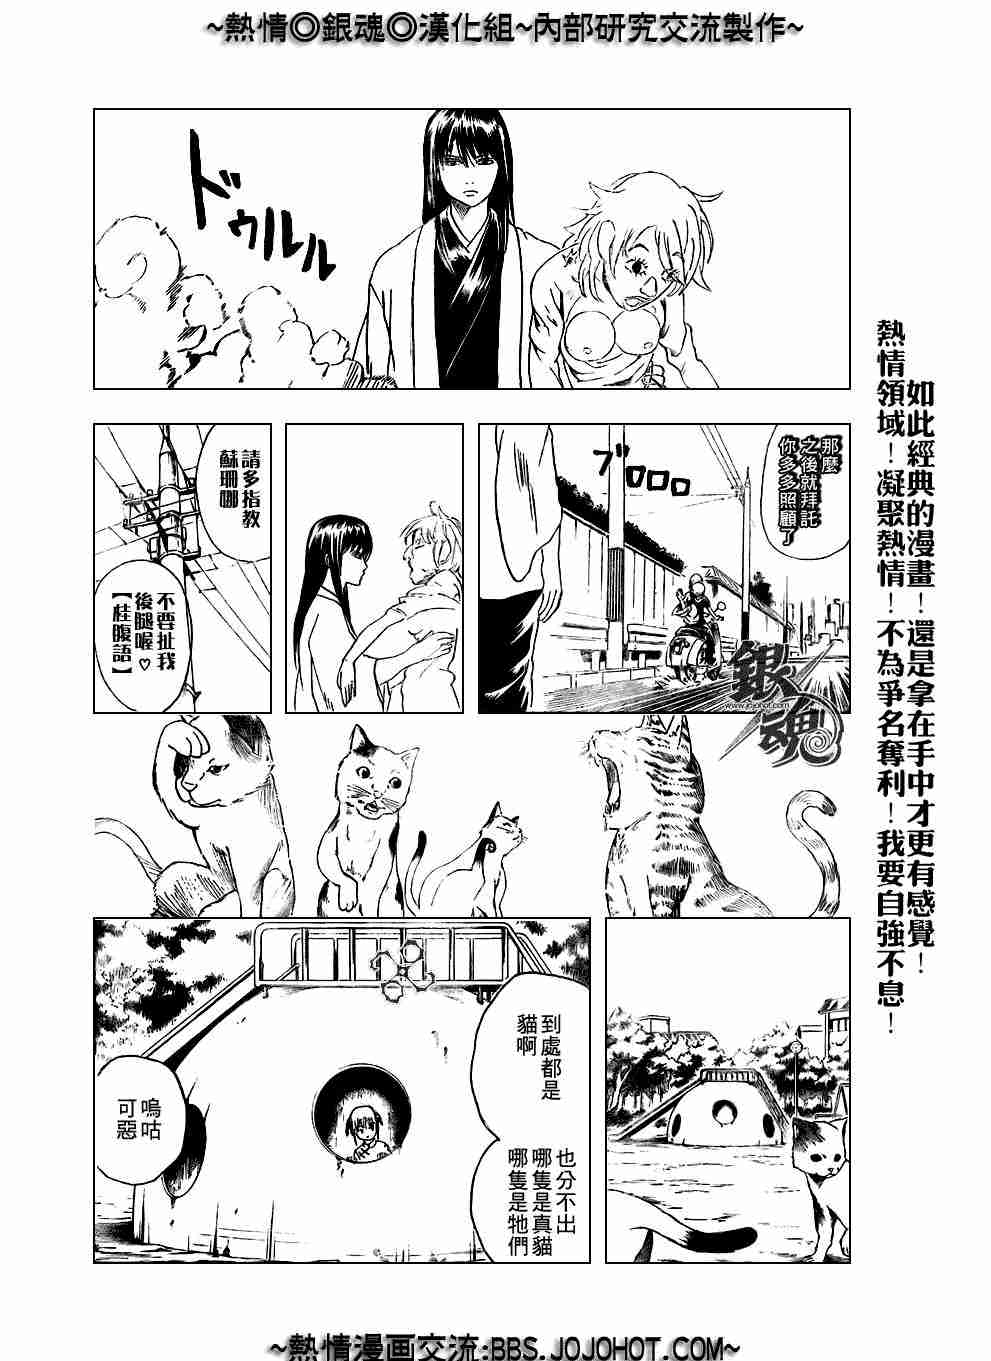 ~熱情◎銀魂◎漢化組~內部研究交流製作~
ドゥルルル
那麼
之後就拜託
你多多照顧了
ブロロロロ
請多指教
蘇珊娜
不要扯我
後腿喔♡
【桂腹語】
銀魂
www.jojohot.com
如此經典的漫畫！還是拿在手中才更有感覺！
熱情領域！凝聚熱情！不為爭名奪利！我要自強不息！
到處都是
貓啊
也分不出
哪隻是真貓
哪隻是牠們
嗚咕
可惡
~熱情漫画交流:BBS.JOJOHOT.COM~